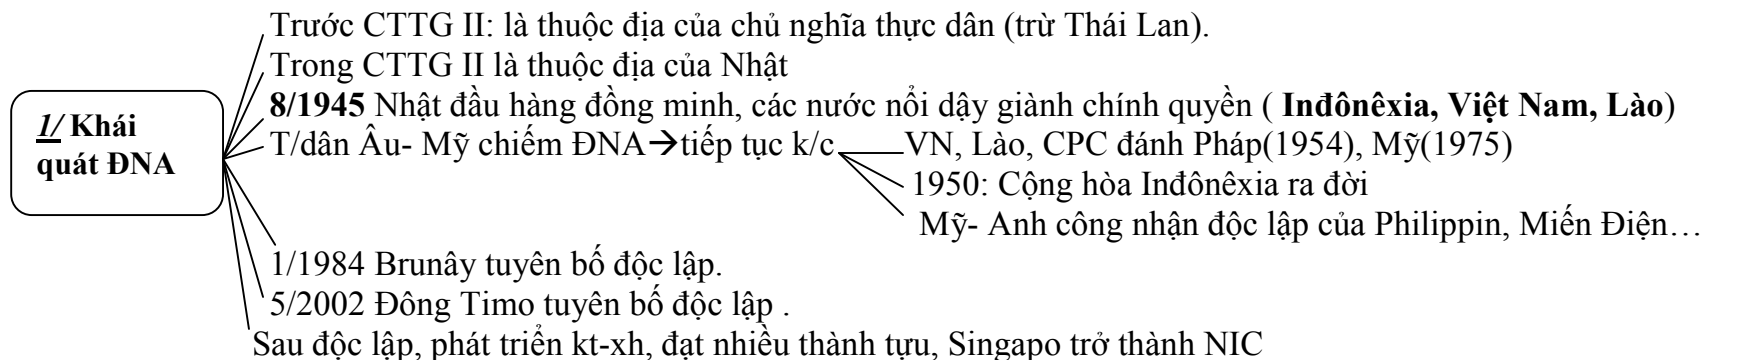 Trước CTTG II: là thuộc địa của chủ nghĩa thực dân (trừ Thái Lan).
Trong CTTG II là thuộc địa của Nhật
8/1945 Nhật đầu hàng đồng minh, các nước nổi dậy giành chính quyền ( Inđônêxia, Việt Nam, Lào)
1/ Khái
quát ĐNA
T/dân Âu- Mỹ chiếm ĐNA→tiếp tục k/c VN, Lào, CPC đánh Pháp(1954), Mỹ(1975)
1950: Cộng hòa Inđônêxia ra đời
Mỹ- Anh công nhận độc lập của Philippin, Miến Điện…
1/1984 Brunây tuyên bố độc lập.
5/2002 Đông Timo tuyên bố độc lập .
Sau độc lập, phát triển kt-xh, đạt nhiều thành tựu, Singapo trở thành NIC